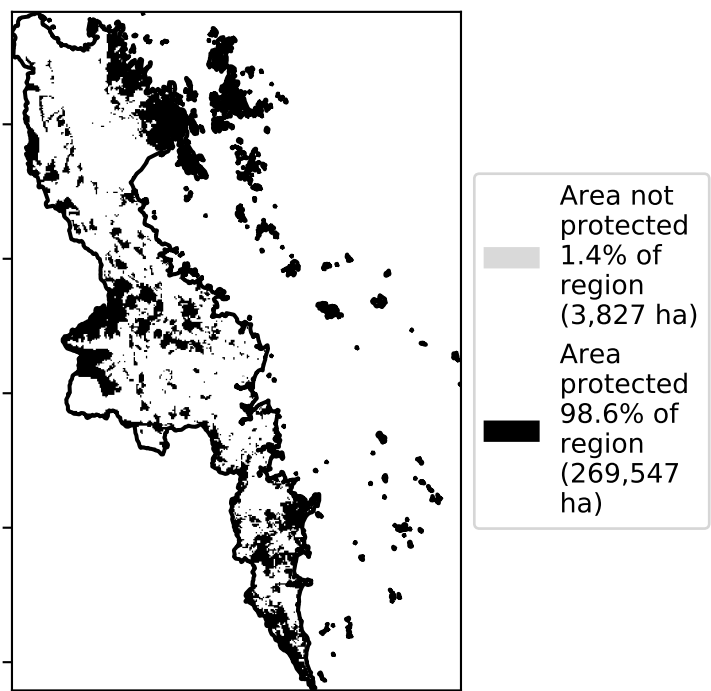 Area not
protected
1.4% of
region
(3,827 ha)
Area
protected
98.6% of
region
(269,547
ha)